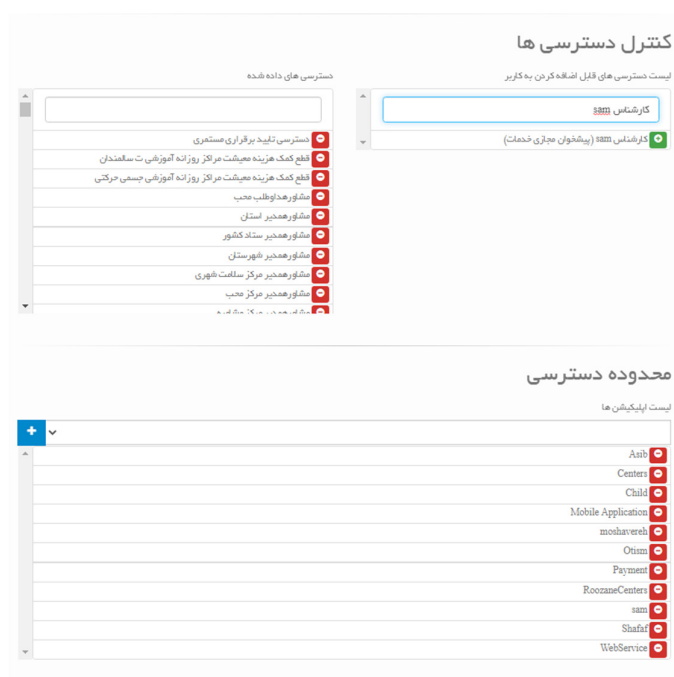 کنترل دسترسی ها
لیست دسترسی های قابل اضافه کردن به کاربر
کارشناس sam
کارشناس sam (پیشخوان مجازی خدمات)
دسترسی های داده شده
دسترسی تایید برقراری مستمری
قطع کمک هزینه معیشت مراکز روزانه آموزشی ت سالمندان
قطع کمک هزینه معیشت مراکز روزانه آموزشی جسمی حرکتی
مشاورهداوطلب محب
مشاورهمدیر استان
مشاورهمدیر ستاد کشور
مشاورهمدیر شهرستان
مشاورهمدیر مرکز سلامت شهری
مشاورهمدیر مرکز محب
مشاورهمدیر مرکز مشاوره
محدوده دسترسی
لیست اپلیکیشن ها
Asib
Centers
Child
Mobile Application
moshavereh
Otism
Payment
RoozaneCenters
sam
Shafaf
WebService